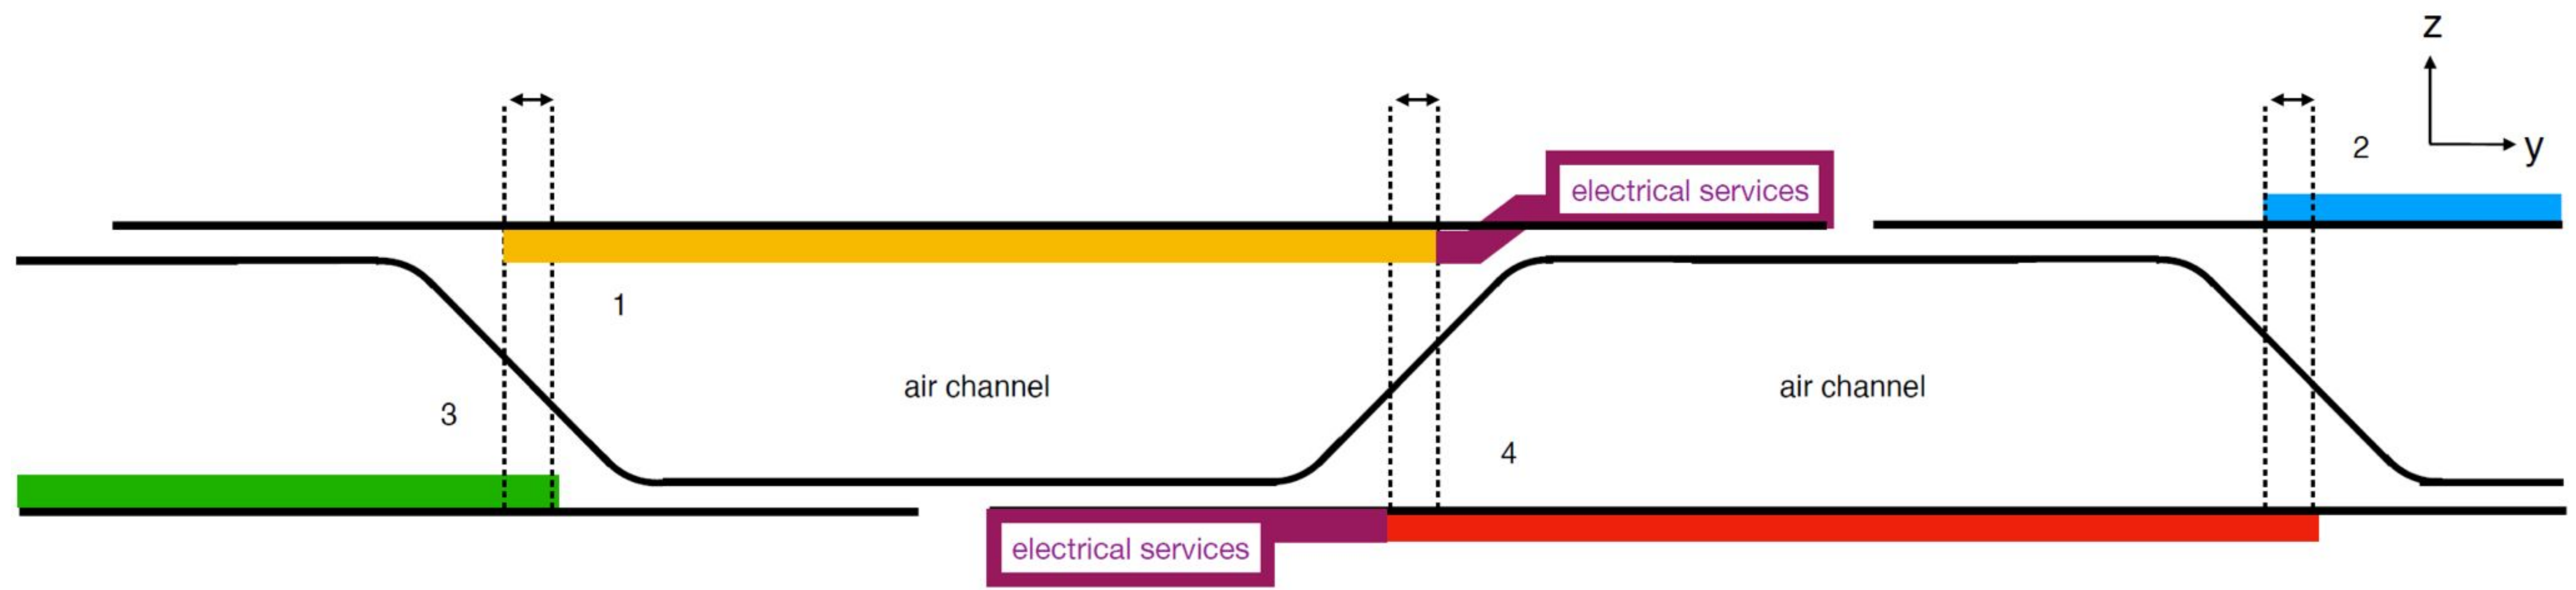 z
2
y
electrical services
1
air channel
air channel
3
4
electrical services